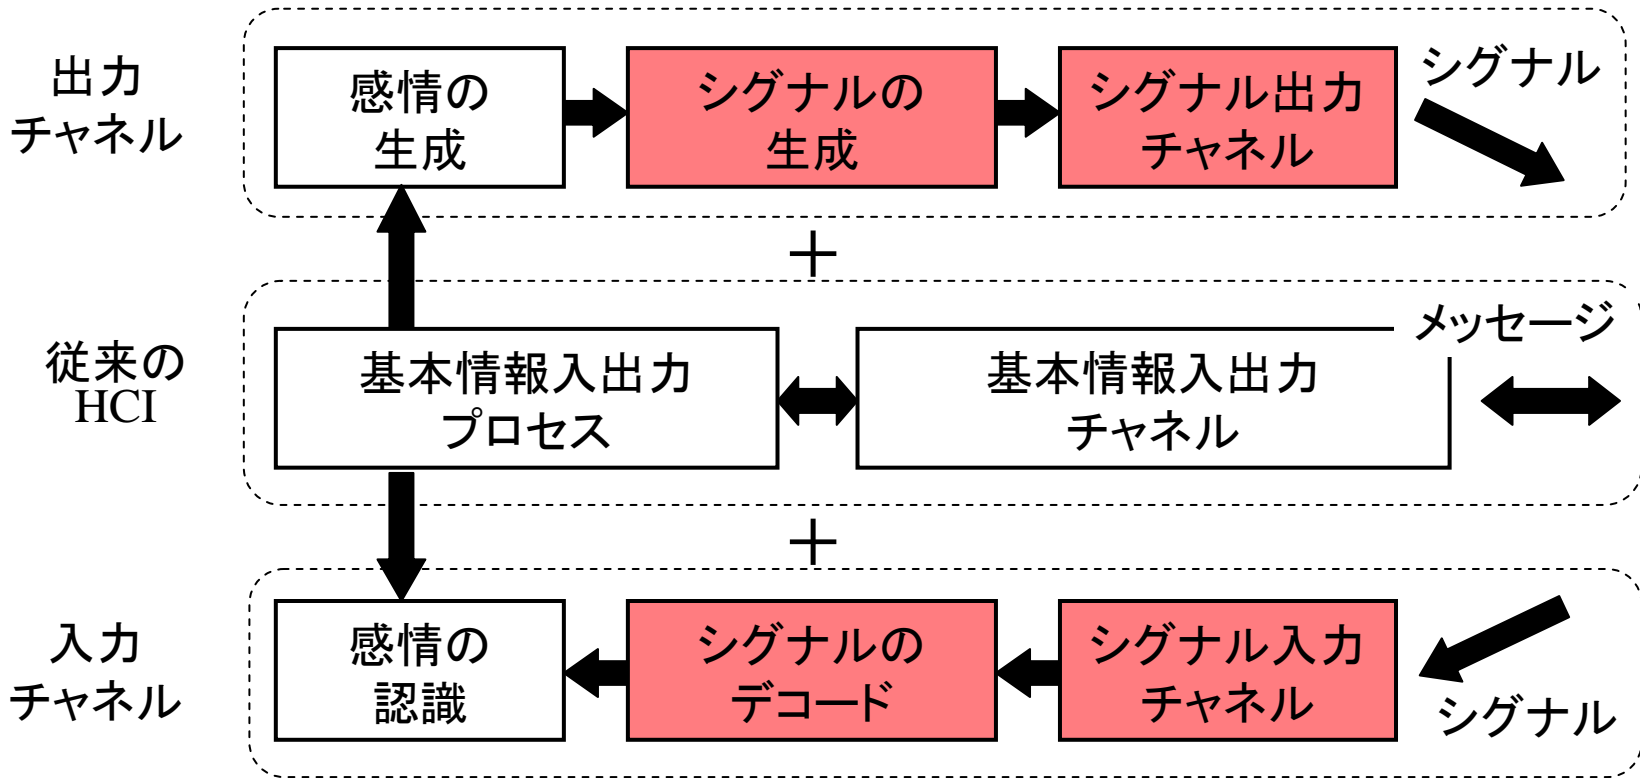 出力
チャネル
感情の
生成
シグナルの
生成
シグナル出力
チャネル
シグナル
+
従来の
HCI
基本情報入出力
プロセス
基本情報入出力
チャネル
メッセージ
+
入力
チャネル
感情の
認識
シグナルの
デコード
シグナル入力
チャネル
シグナル